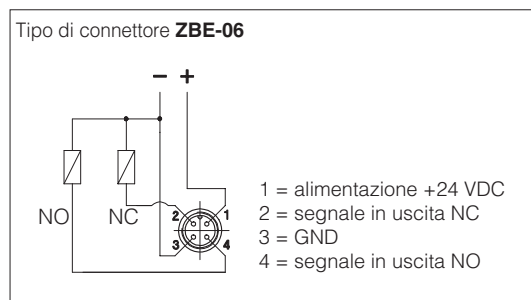 Tipo di connettore ZBE-06
− +
NO NC
2 1
3 4
1 = alimentazione +24 VDC
2 = segnale in uscita NC
3 = GND
4 = segnale in uscita NO